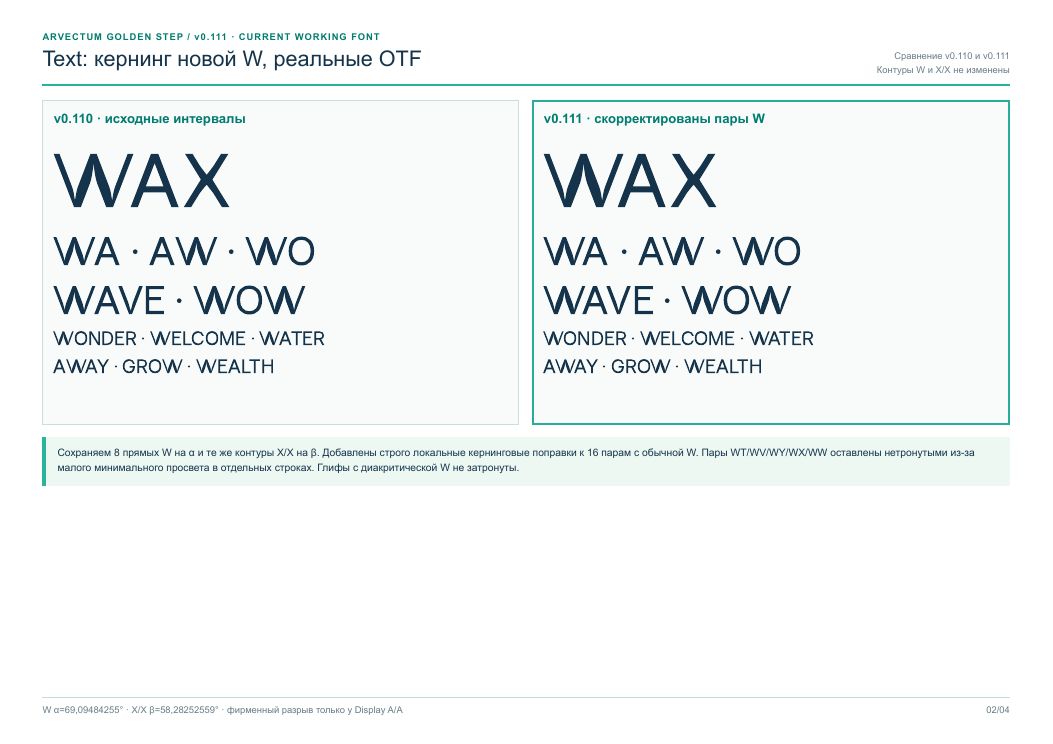 ARVECTUM GOLDEN STEP / v0.111 · CURRENT WORKING FONT
Text: кернинг новой W, реальные OTF
Сравнение v0.110 и v0.111
Контуры W и X/Х не изменены
v0.110 · исходные интервалы
WAX
WA · AW · WO
WAVE · WOW
WONDER · WELCOME · WATER
AWAY · GROW · WEALTH
v0.111 · скорректированы пары W
WAX
WA · AW · WO
WAVE · WOW
WONDER · WELCOME · WATER
AWAY · GROW · WEALTH
Сохраняем 8 прямых W на α и те же контуры X/Х на β. Добавлены строго локальные кернинговые поправки к 16 парам с обычной W. Пары WT/WV/WY/WX/WW оставлены нетронутыми из-за
малого минимального просвета в отдельных строках. Глифы с диакритической W не затронуты.
W α=69,09484255° · X/Х β=58,28252559° · фирменный разрыв только у Display A/А
02/04